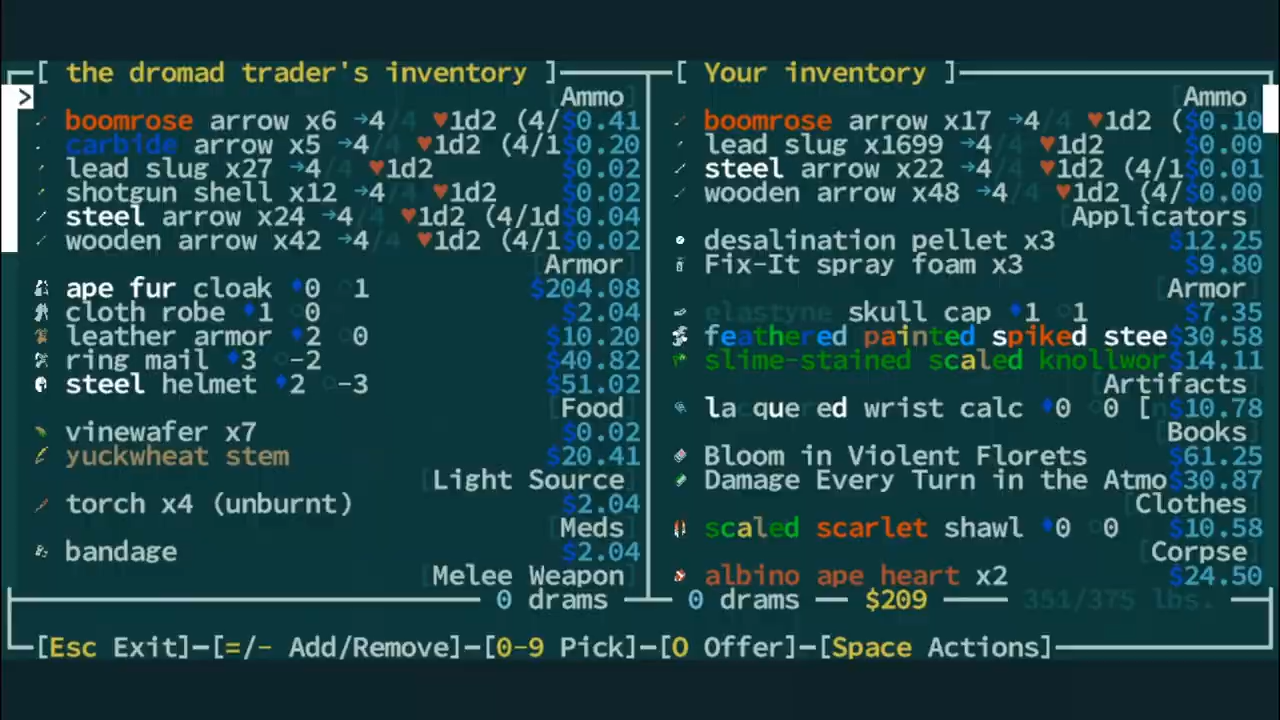 [ the dromad trader's inventory ]
>
[Ammo]
boomrose arrow x6 →4/4 ♥1d2 (4/$0.41
carbide arrow x5 →4/4 ♥1d2 (4/1$0.20
lead slug x27 →4/4 ♥1d2 $0.02
shotgun shell x12 →4/4 ♥1d2 $0.02
steel arrow x24 →4/4 ♥1d2 (4/1d$0.04
wooden arrow x42 →4/4 ♥1d2 (4/1$0.02
[Armor]
ape fur cloak ♦0 ○1 $204.08
cloth robe ♦1 ○0 $2.04
leather armor ♦2 ○0 $10.20
ring mail ♦3 ○-2 $40.82
steel helmet ♦2 ○-3 $51.02
[Food]
vinewafer x7 $0.02
yuckwheat stem $20.41
[Light Source]
torch x4 (unburnt) $2.04
[Meds]
bandage $2.04
[Melee Weapon]
0 drams
[ Your inventory ]
[Ammo]
boomrose arrow x17 →4/4 ♥1d2 ($0.10
lead slug x1699 →4/4 ♥1d2 $0.00
steel arrow x22 →4/4 ♥1d2 (4/1$0.01
wooden arrow x48 →4/4 ♥1d2 (4/$0.00
[Applicators]
desalination pellet x3 $12.25
Fix-It spray foam x3 $9.80
[Armor]
elastyne skull cap ♦1 ○1 $7.35
feathered painted spiked stee$30.58
slime-stained scaled knollwor$14.11
[Artifacts]
wrist calc ♦0 ○0 [ $10.78
[Books]
Bloom in Violent Florets $61.25
Damage Every Turn in the Atmo$30.87
[Clothes]
scaled scarlet shawl ♦0 ○0 $10.58
[Corpse]
albino ape heart x2 $24.50
0 drams $209 351/375 lbs.
[Esc Exit]-[=/- Add/Remove]-[0-9 Pick]-[O Offer]-[Space Actions]